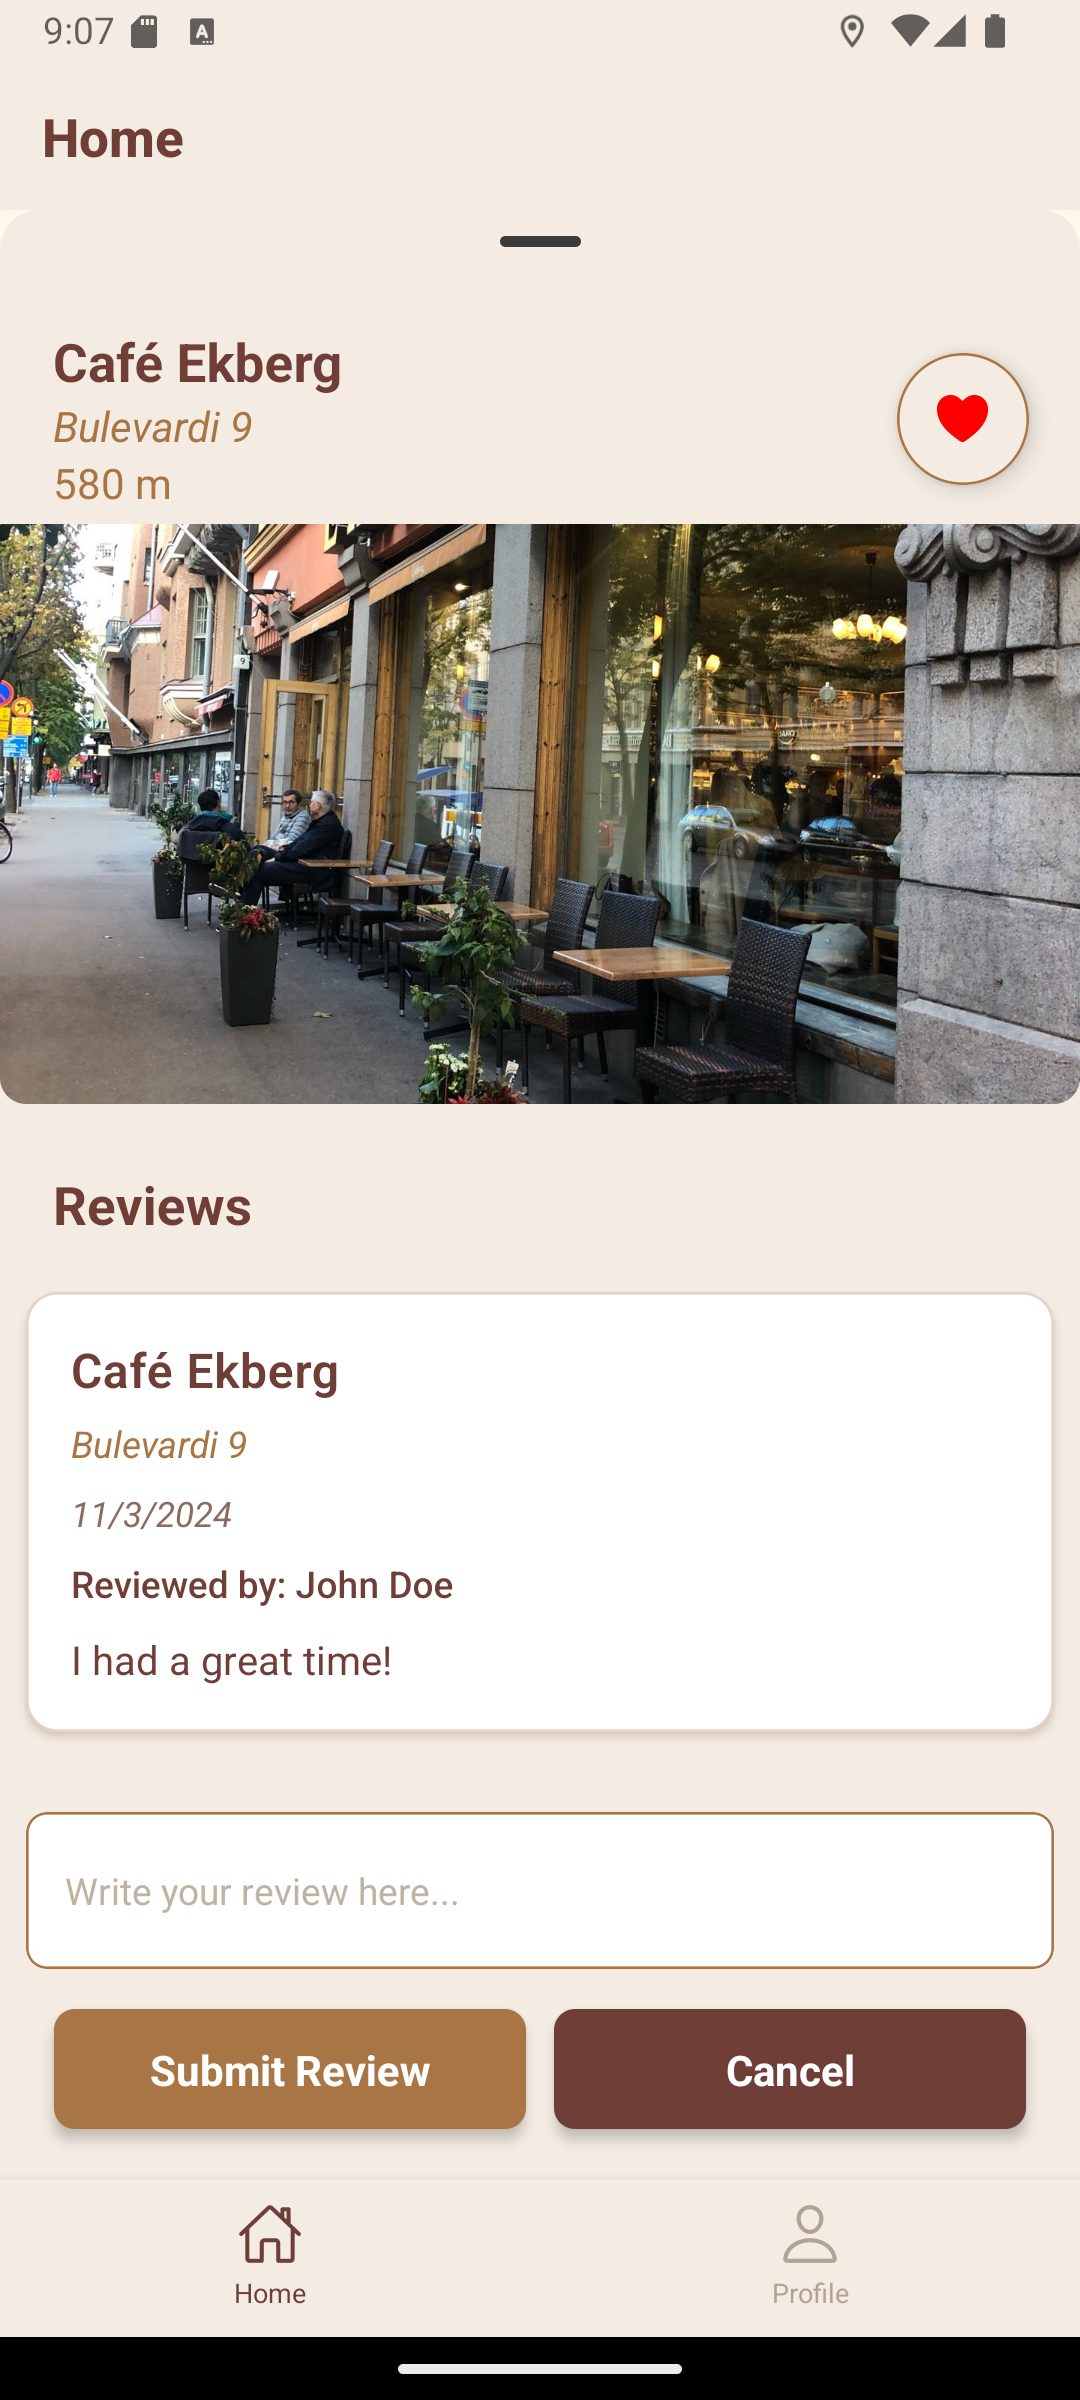 9:07
Home
Café Ekberg
Bulevardi 9
580 m
9
Reviews
Café Ekberg
Bulevardi 9
11/3/2024
Reviewed by: John Doe
I had a great time!
Write your review here...
Submit Review
Cancel
Home
Profile